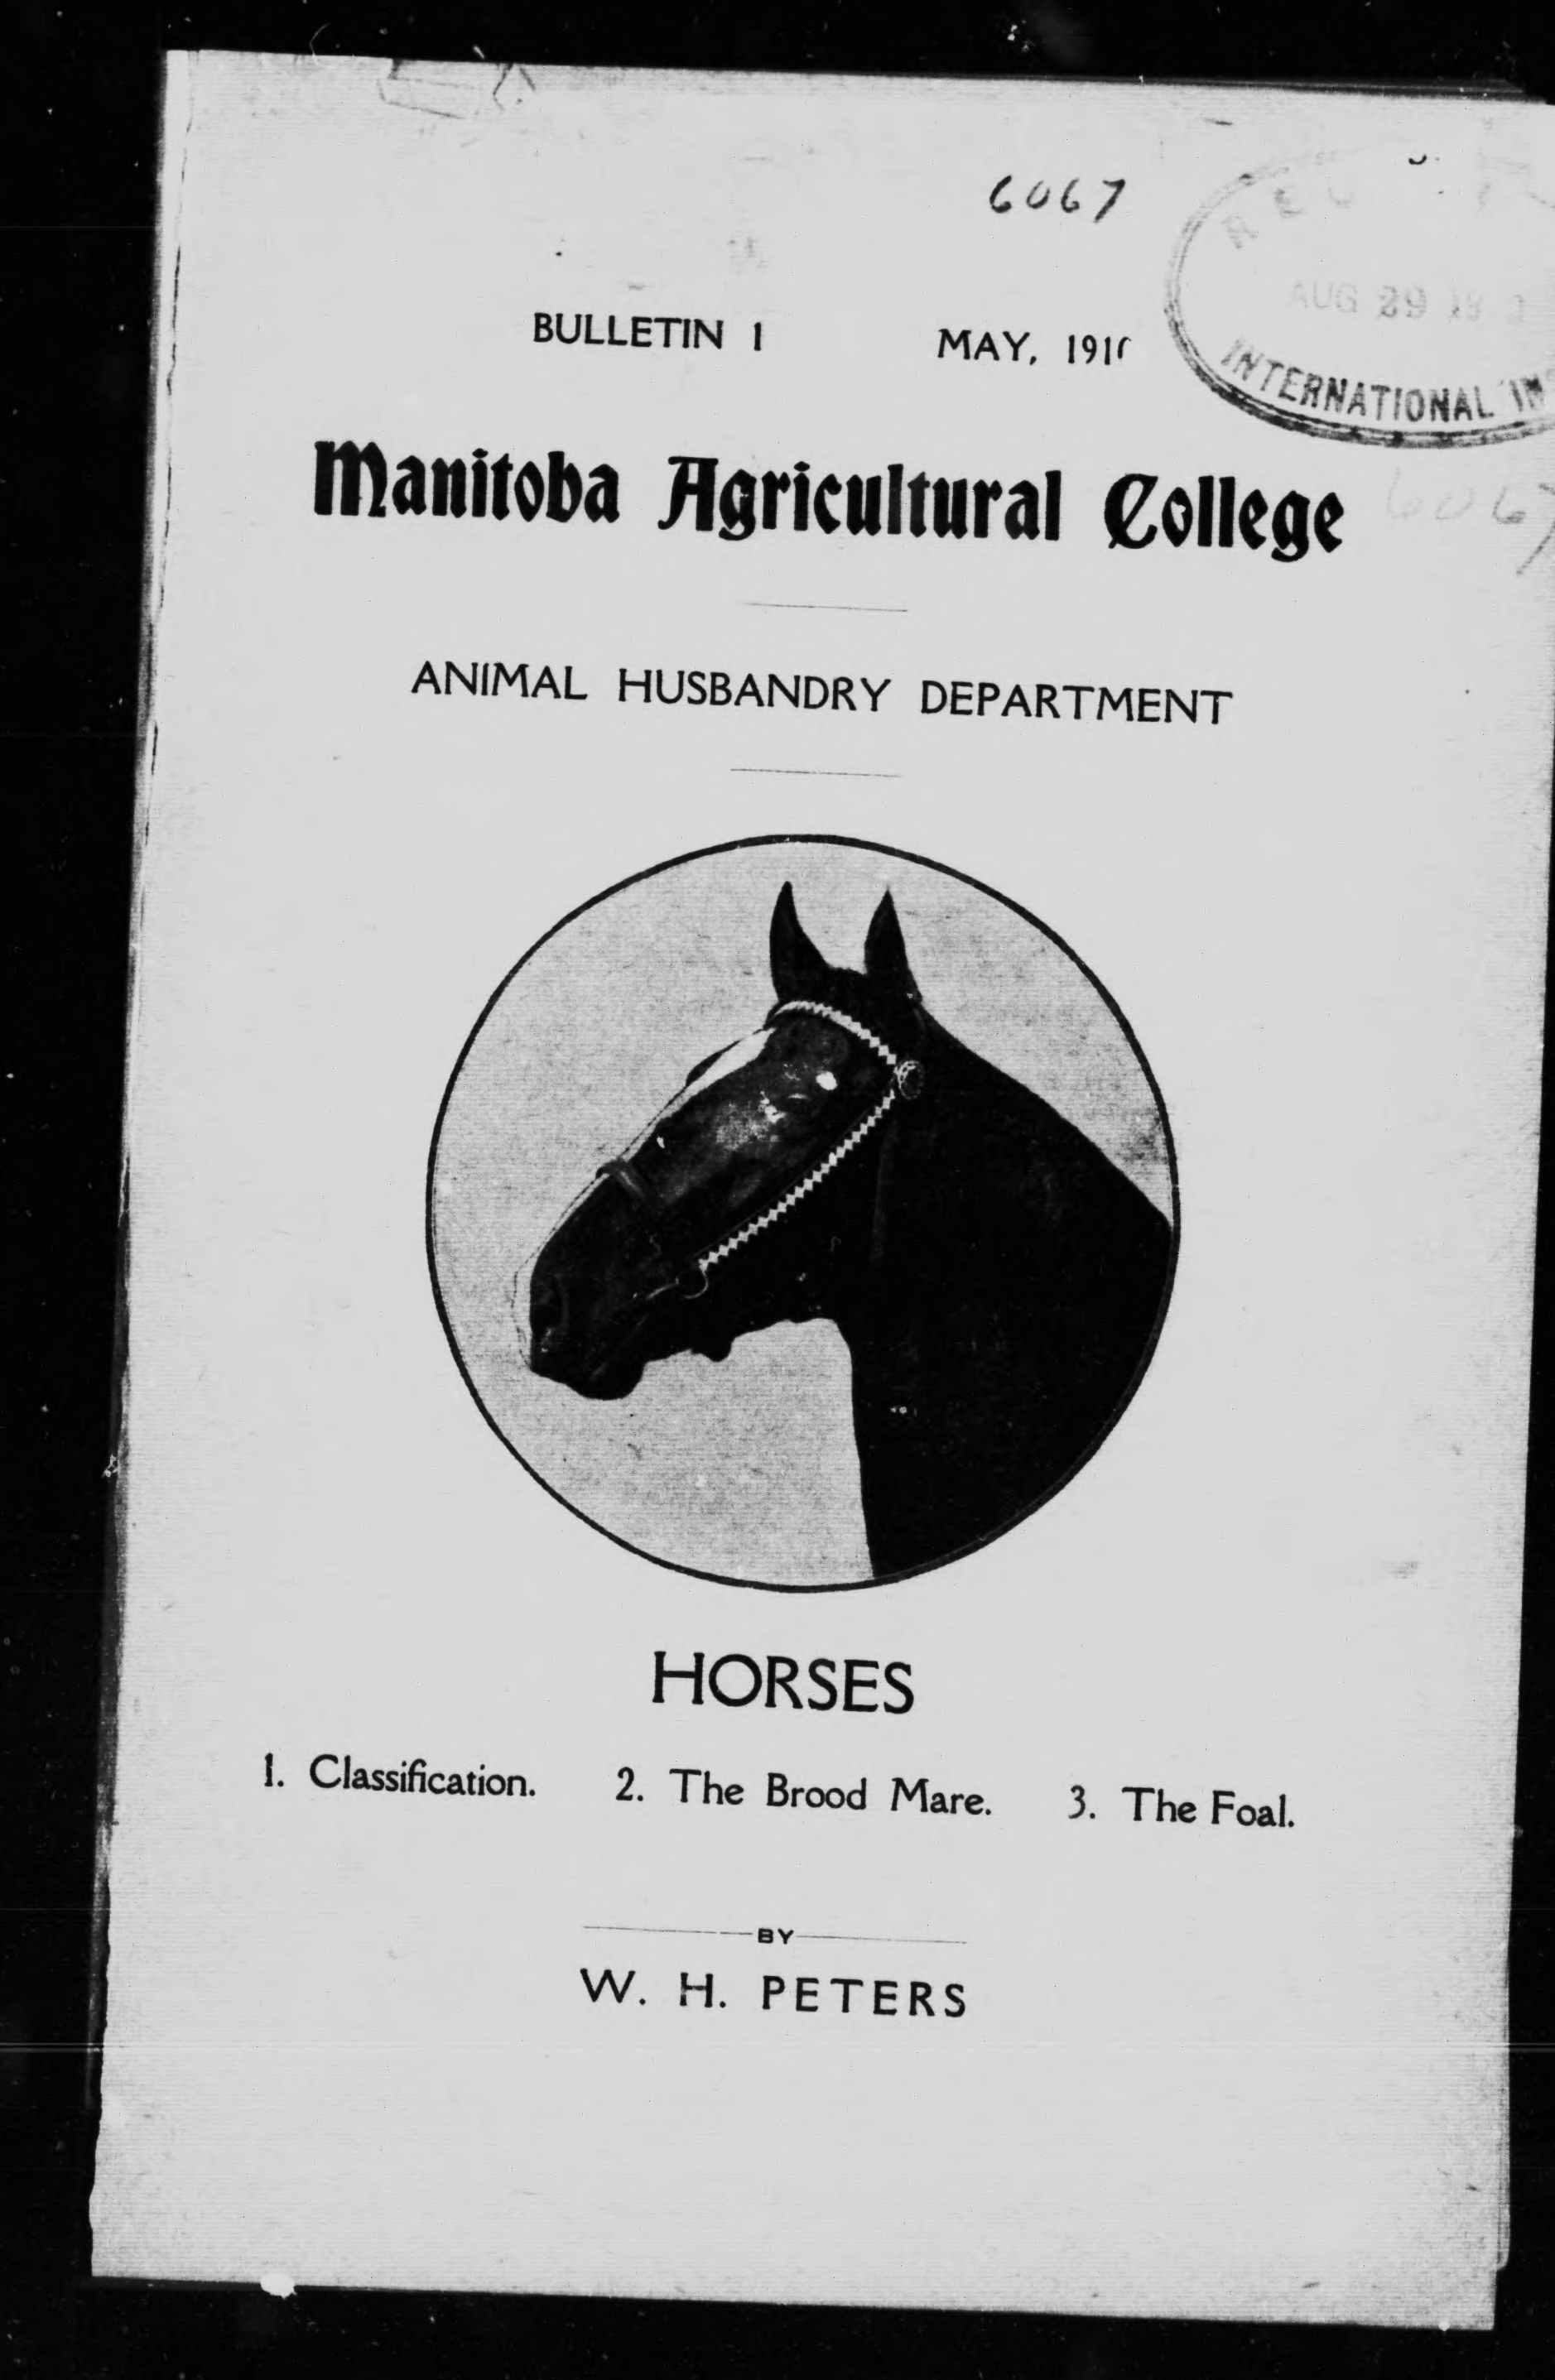 6067
BULLETIN 1 MAY,
AUG 29
INTERNATIONAL
Manitoba Agricultural College
6067
ANIMAL HUSBANDRY DEPARTMENT
HORSES
1. Classification. 2. The Brood Mare. 3. The Foal.
BY
W. H. PETERS